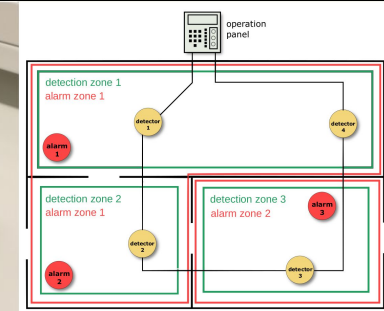 operation
panel
detection zone 1
alarm zone 1
detector
1
detector
4
alarm
1
detection zone 2
alarm zone 1
detection zone 3
alarm zone 2
alarm
3
detector
2
detector
3
alarm
2